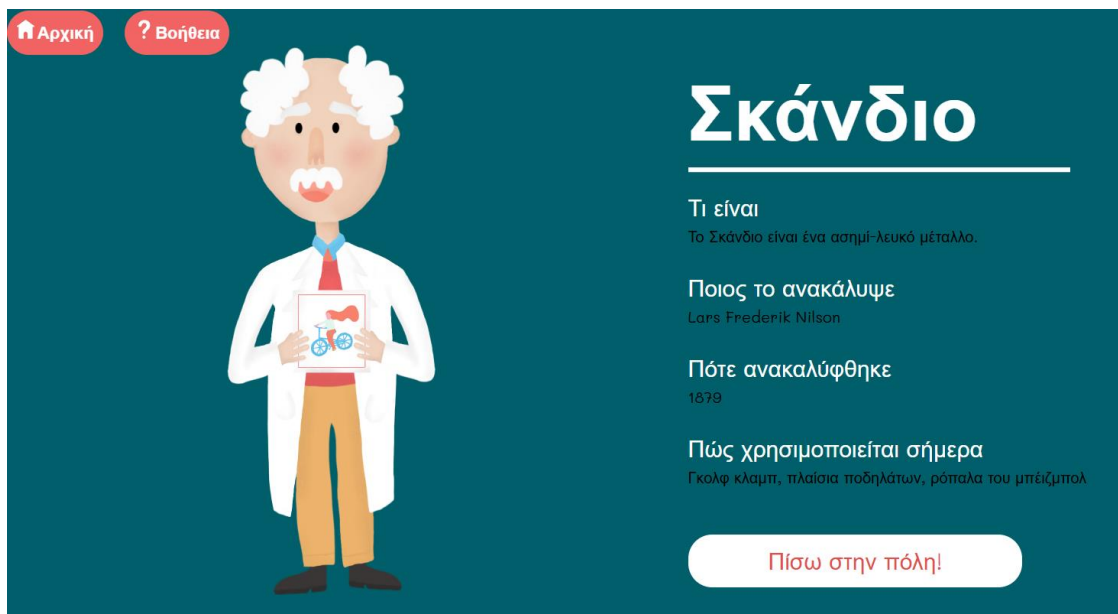 Αρχική
? Βοήθεια
Σκάνδιο
Τι είναι
Το Σκάνδιο είναι ένα ασημί-λευκό μέταλλο.
Ποιος το ανακάλυψε
Lars Frederik Nilson
Πότε ανακαλύφθηκε
1879
Πώς χρησιμοποιείται σήμερα
Γκολφ κλαμπ, πλαίσια ποδηλάτων, ρόπαλα του μπέιζμπολ
Πίσω στην πόλη!